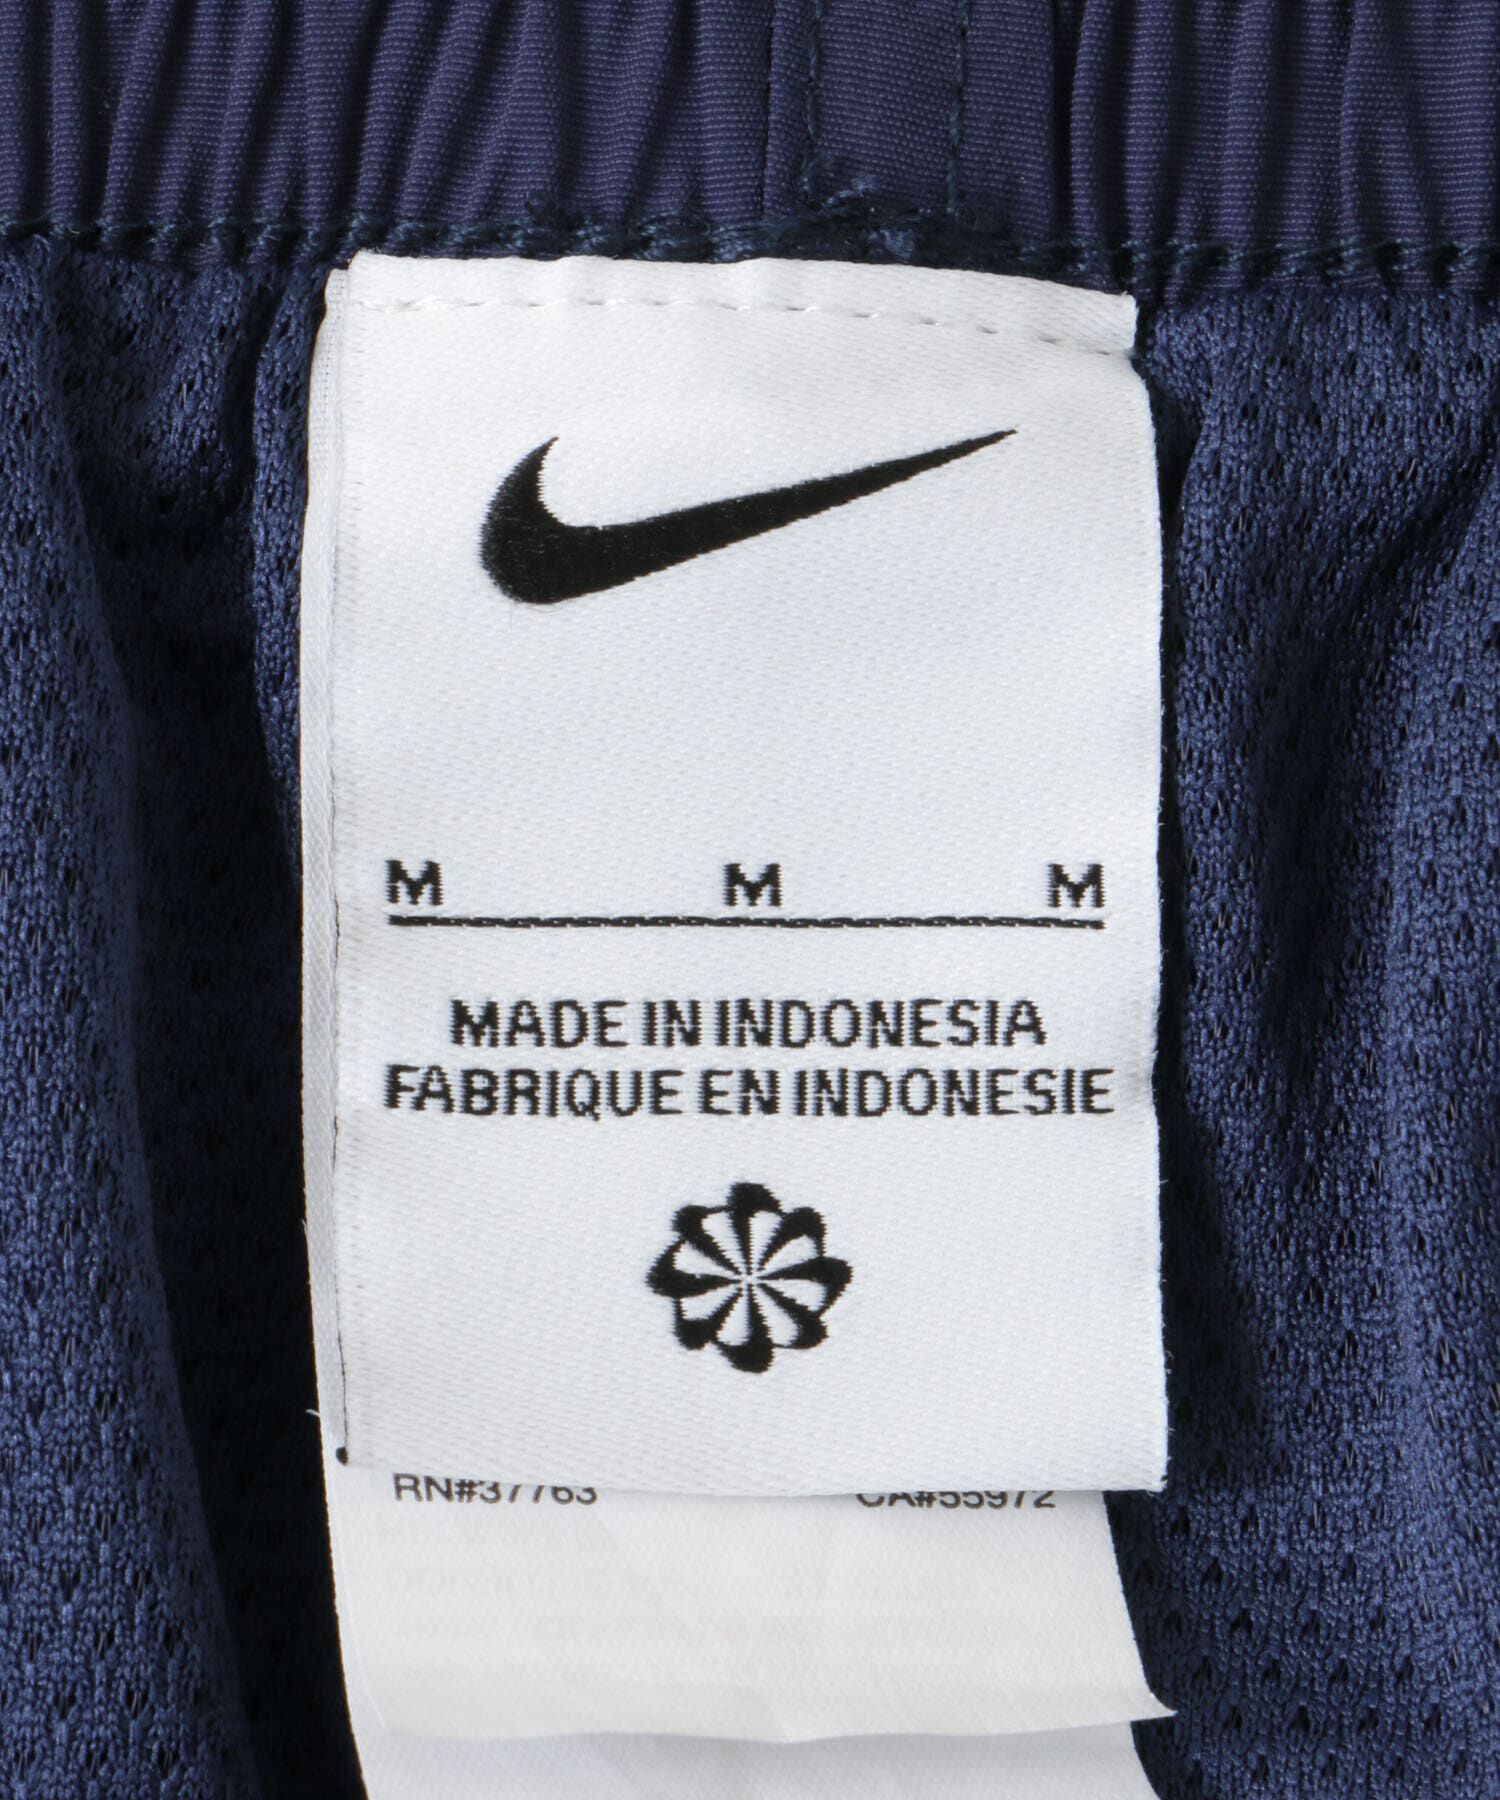 M M M
MADE IN INDONESIA
FABRIQUE EN INDONESIE
RN#37763 CA#55972